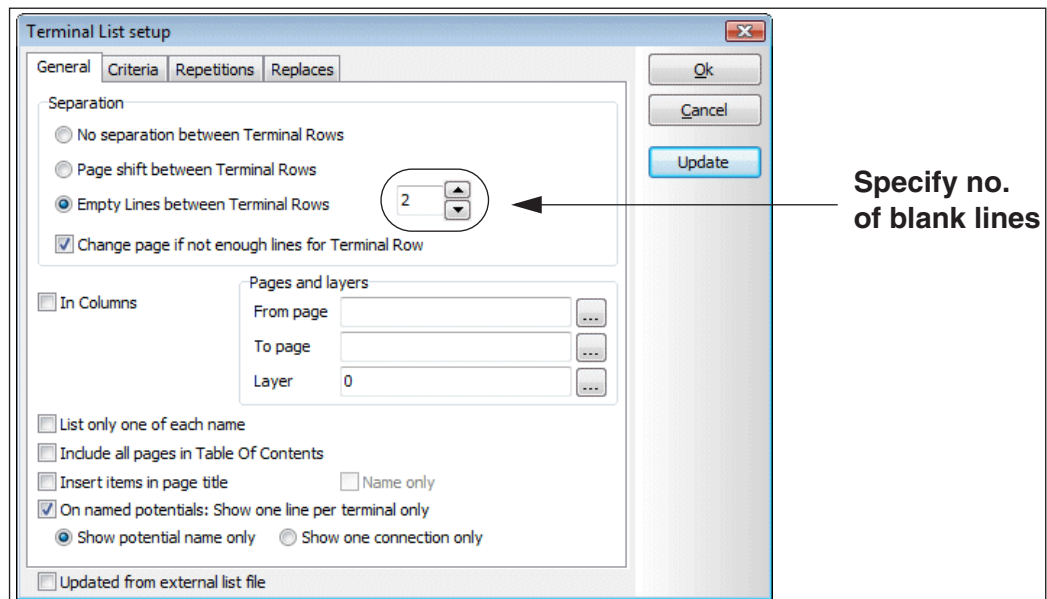 Terminal List setup
General Criteria Repetitions Replaces
Ok
Cancel
Update
Separation
No separation between Terminal Rows
Page shift between Terminal Rows
Empty Lines between Terminal Rows 2
Change page if not enough lines for Terminal Row
Specify no.
of blank lines
In Columns
Pages and layers
From page ...
To page ...
Layer 0 ...
List only one of each name
Include all pages in Table Of Contents
Insert items in page title Name only
On named potentials: Show one line per terminal only
Show potential name only Show one connection only
Updated from external list file